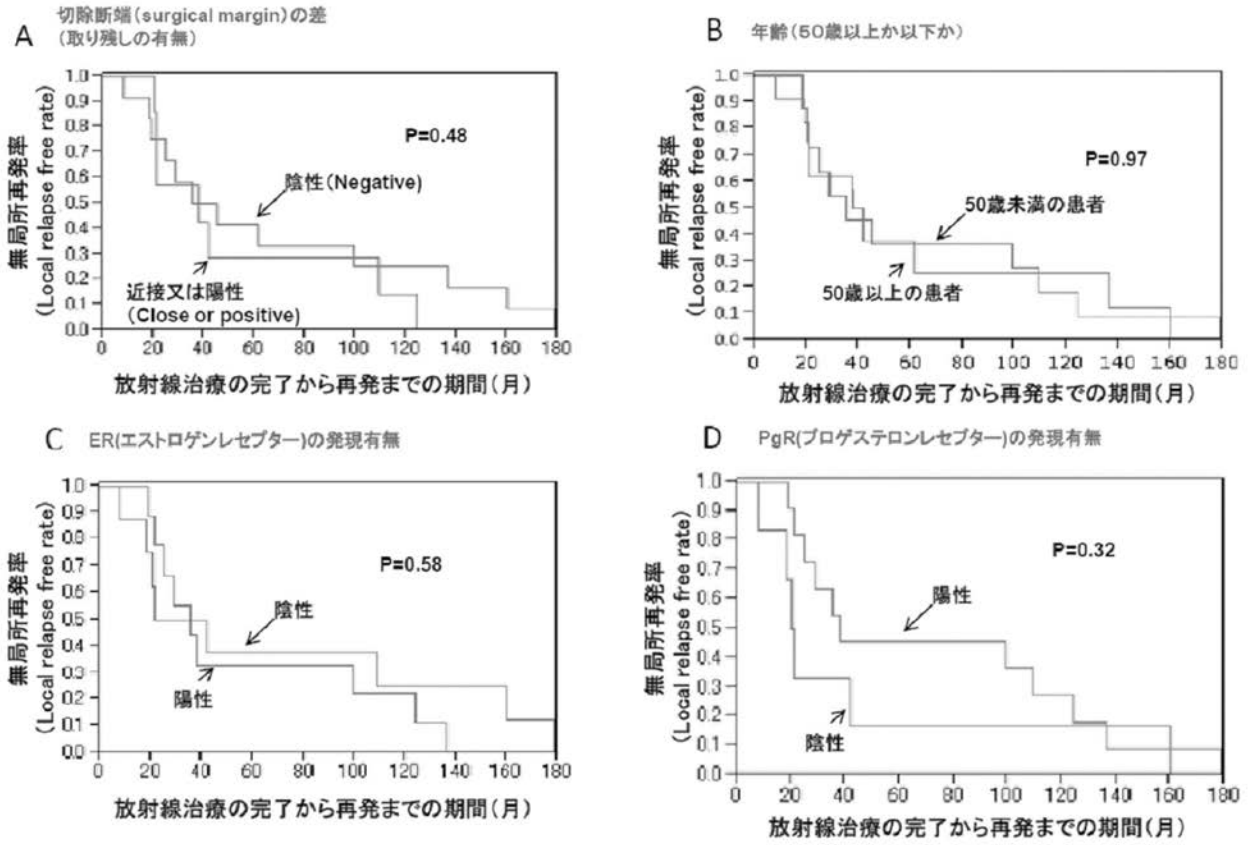 A
切除断端(surgical margin)の差
(取り残しの有無)
無局所再発率
(Local relapse free rate)
1.0
0.9
0.8
0.7
0.6
0.5
0.4
0.3
0.2
0.1
0.0
P=0.48
陰性(Negative)
近接又は陽性
(Close or positive)
0 20 40 60 80 100 120 140 160 180
放射線治療の完了から再発までの期間(月)
B
年齢(50歳以上か以下か)
無局所再発率
(Local relapse free rate)
1.0
0.9
0.8
0.7
0.6
0.5
0.4
0.3
0.2
0.1
0.0
P=0.97
50歳未満の患者
50歳以上の患者
0 20 40 60 80 100 120 140 160 180
放射線治療の完了から再発までの期間(月)
C
ER(エストロゲンレセプター)の発現有無
無局所再発率
(Local relapse free rate)
1.0
0.9
0.8
0.7
0.6
0.5
0.4
0.3
0.2
0.1
0.0
P=0.58
陰性
陽性
0 20 40 60 80 100 120 140 160 180
放射線治療の完了から再発までの期間(月)
D
PgR(プロゲステロンレセプター)の発現有無
無局所再発率
(Local relapse free rate)
1.0
0.9
0.8
0.7
0.6
0.5
0.4
0.3
0.2
0.1
0.0
P=0.32
陽性
陰性
0 20 40 60 80 100 120 140 160 180
放射線治療の完了から再発までの期間(月)